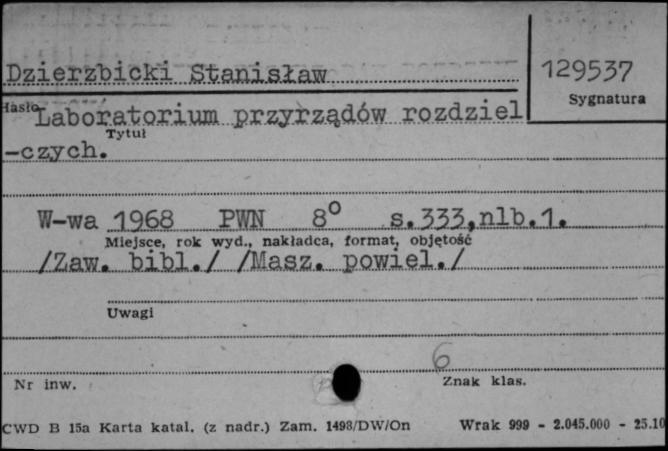 Dzierzbicki Stanisław
129537
Hasło
Sygnatura
Laboratorium przyrządów rozdziel
Tytuł
-czych.
W-wa 1968 PWN 8° s.333,nlb.1.
Miejsce, rok wyd., nakładca, format, objętość
/Zaw. bibl./ /Masz. powiel./
Uwagi
6
Nr inw.
Znak klas.
CWD B 15a Karta katal. (z nadr.) Zam. 1498/DW/On Wrak 999 - 2.045.000 - 25.10